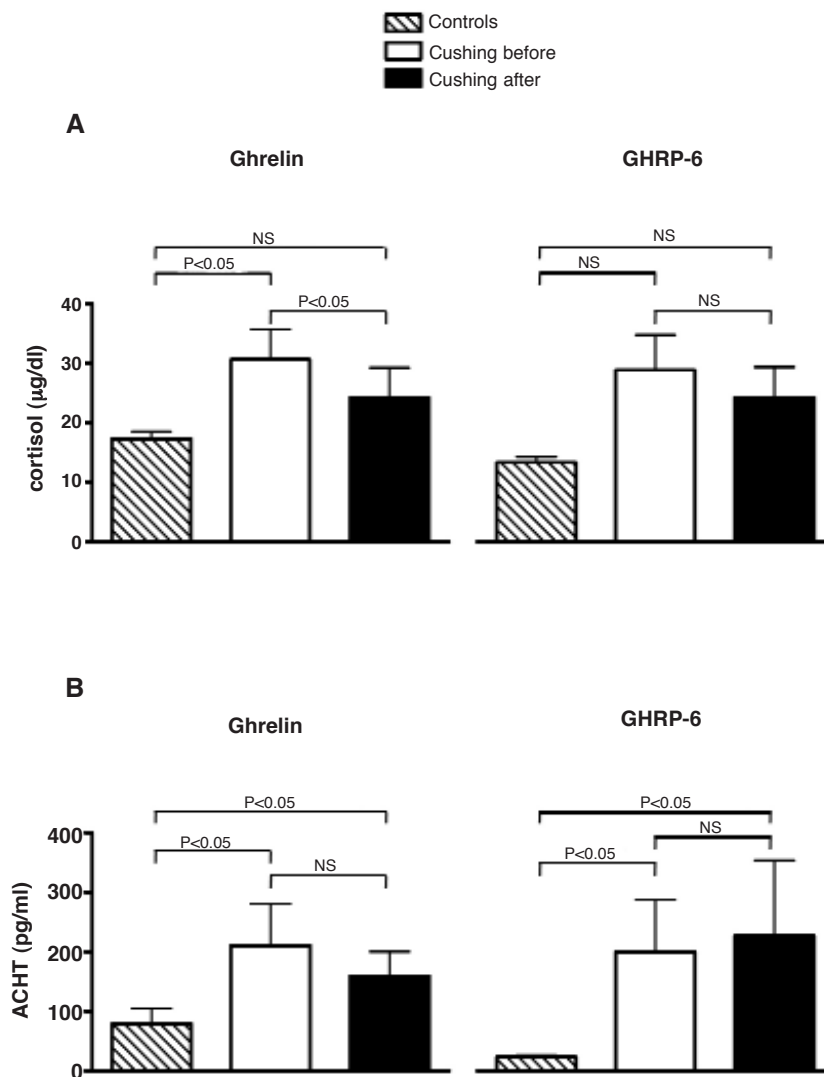 Controls
Cushing before
Cushing after
A
Ghrelin
GHRP-6
NS
P<0.05
P<0.05
NS
NS
NS
cortisol (µg/dl)
40
30
20
10
0
B
Ghrelin
GHRP-6
P<0.05
P<0.05
NS
P<0.05
NS
P<0.05
ACHT (pg/ml)
400
300
200
100
0